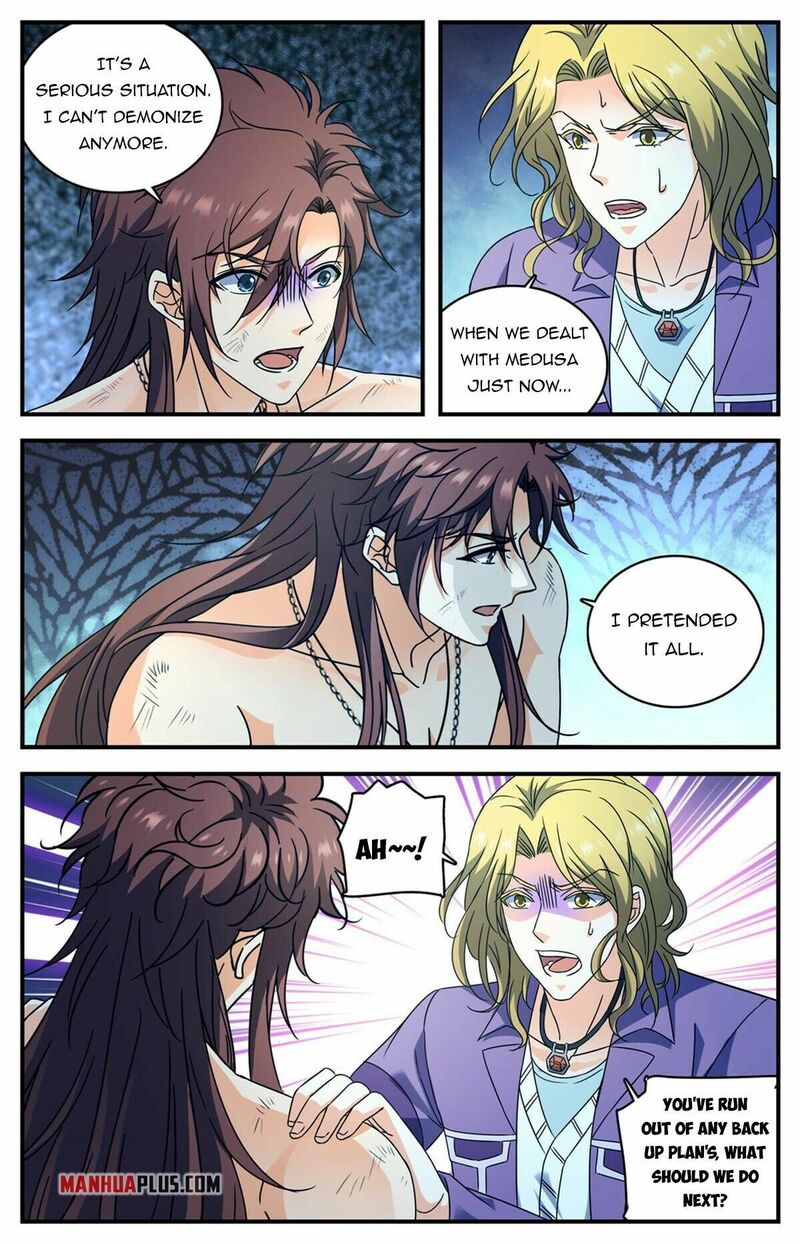 IT'S A
SERIOUS SITUATION.
I CAN'T DEMONIZE
ANYMORE.
WHEN WE DEALT
WITH MEDUSA
JUST NOW...
I PRETENDED
IT ALL.
AH~~!
YOU'VE RUN
OUT OF ANY BACK
UP PLAN'S, WHAT
SHOULD WE DO
NEXT?
MANHUAPLUS.COM